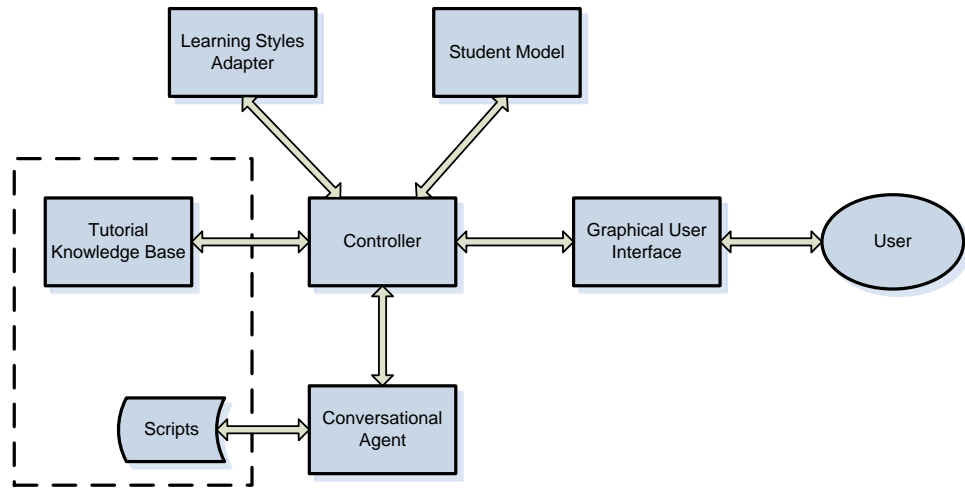 Learning Styles
Adapter
Student Model
Tutorial
Knowledge Base
Controller
Graphical User
Interface
User
Scripts
Conversational
Agent